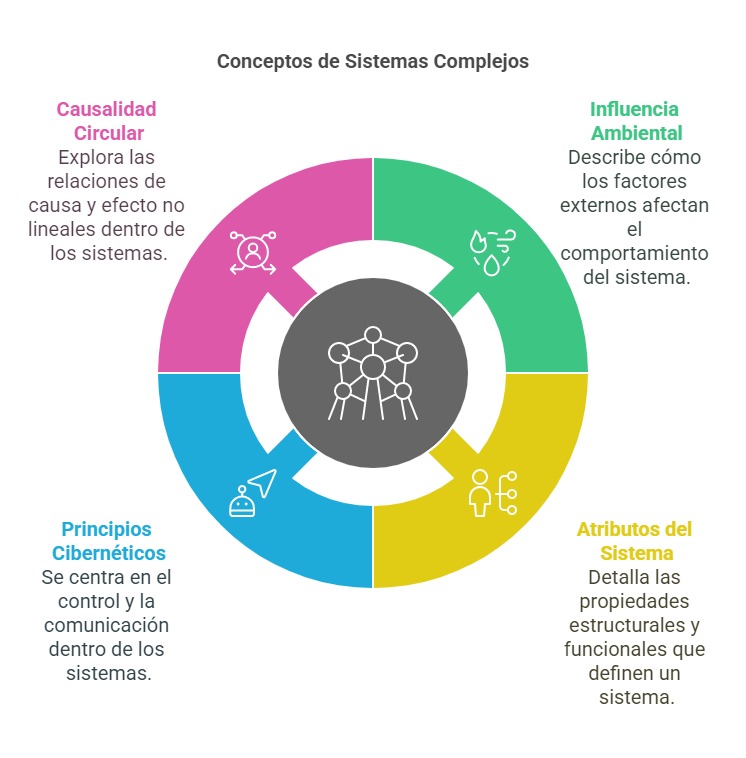 Conceptos de Sistemas Complejos
Causalidad
Circular
Explora las
relaciones de
causa y efecto no
lineales dentro de
los sistemas.
Influencia
Ambiental
Describe cómo
los factores
externos afectan
el
comportamiento
del sistema.
Principios
Cibernéticos
Se centra en el
control y la
comunicación
dentro de los
sistemas.
Atributos del
Sistema
Detalla las
propiedades
estructurales y
funcionales que
definen un
sistema.